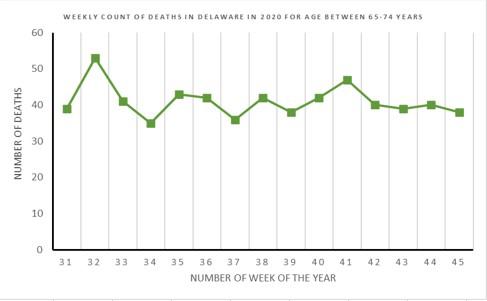 WEEKLY COUNT OF DEATHS IN DELAWARE IN 2020 FOR AGE BETWEEN 65-74 YEARS
60
50
40
30
20
10
0
NUMBER OF DEATHS
31 32 33 34 35 36 37 38 39 40 41 42 43 44 45
NUMBER OF WEEK OF THE YEAR